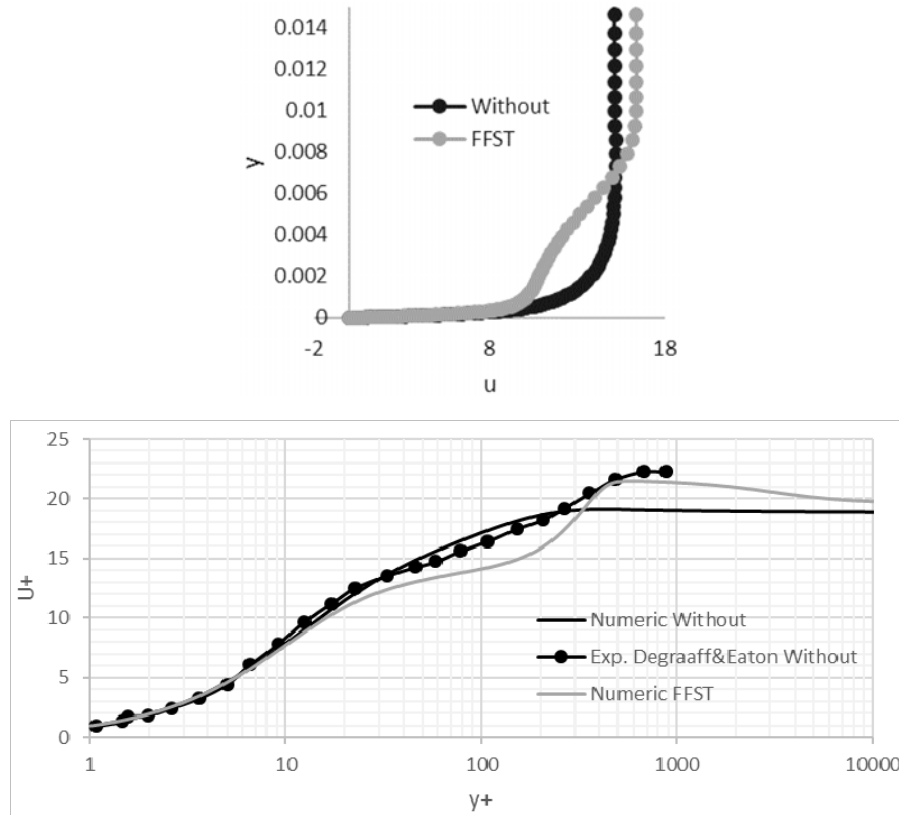 0.014
0.012
0.01
0.008
0.006
0.004
0.002
0
y
Without
FFST
-2 8 18
u
25
20
15
10
5
0
U+
Numeric Without
Exp. Degraaff&Eaton Without
Numeric FFST
1 10 100 1000 10000
y+